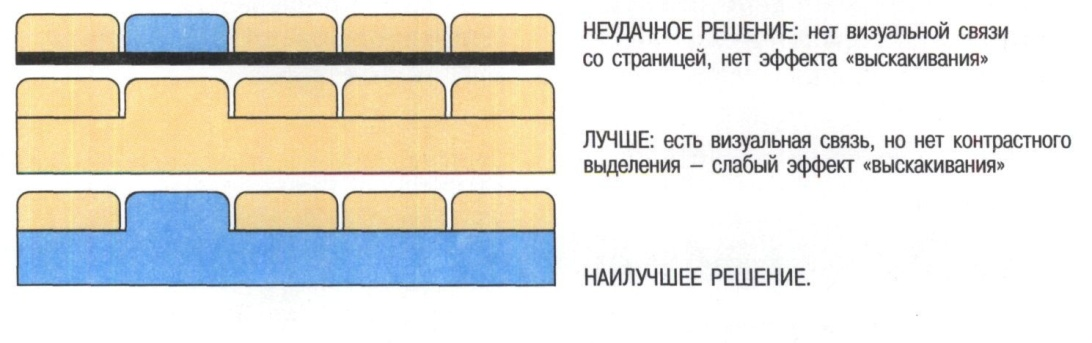 НЕУДАЧНОЕ РЕШЕНИЕ: нет визуальной связи
со страницей, нет эффекта «выскакивания»
ЛУЧШЕ: есть визуальная связь, но нет контрастного
выделения – слабый эффект «выскакивания»
НАИЛУЧШЕЕ РЕШЕНИЕ.